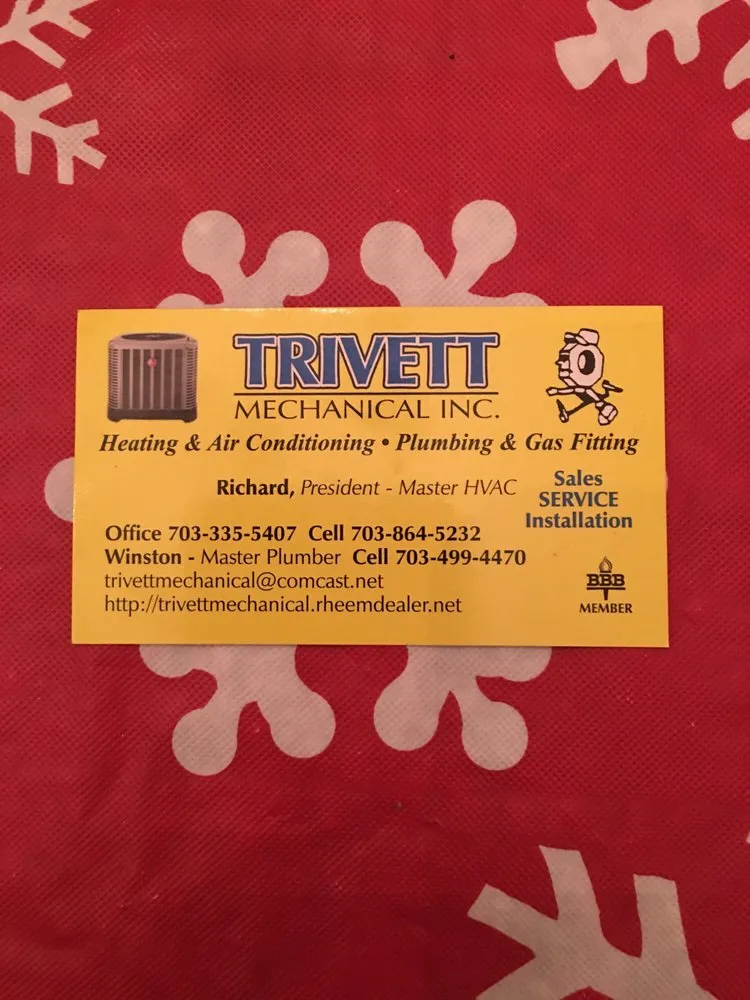 TRIVETT
MECHANICAL INC.
Heating & Air Conditioning • Plumbing & Gas Fitting
Richard, President - Master HVAC
Sales
SERVICE
Installation
Office 703-335-5407 Cell 703-864-5232
Winston - Master Plumber Cell 703-499-4470
trivettmechanical@comcast.net
http://trivettmechanical.rheemdealer.net
BBB
MEMBER